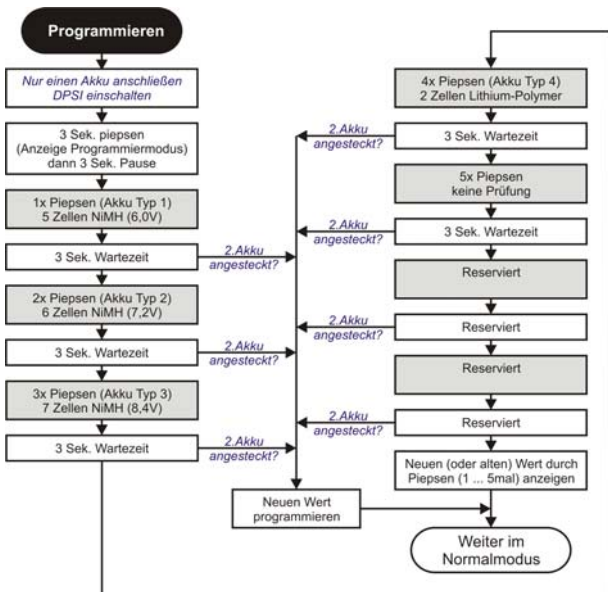 Programmieren
Nur einen Akku anschließen
DPSI einschalten
3 Sek. piepsen
(Anzeige Programmiermodus)
dann 3 Sek. Pause
1x Piepsen (Akku Typ 1)
5 Zellen NiMH (6,0V)
3 Sek. Wartezeit
2.Akku
angesteckt?
2x Piepsen (Akku Typ 2)
6 Zellen NiMH (7,2V)
3 Sek. Wartezeit
2.Akku
angesteckt?
3x Piepsen (Akku Typ 3)
7 Zellen NiMH (8,4V)
3 Sek. Wartezeit
2.Akku
angesteckt?
4x Piepsen (Akku Typ 4)
2 Zellen Lithium-Polymer
2.Akku
angesteckt?
3 Sek. Wartezeit
5x Piepsen
keine Prüfung
2.Akku
angesteckt?
3 Sek. Wartezeit
Reserviert
2.Akku
angesteckt?
Reserviert
Reserviert
2.Akku
angesteckt?
Reserviert
Neuen (oder alten) Wert durch
Piepsen (1 ... 5mal) anzeigen
Neuen Wert
programmieren
Weiter im
Normalmodus